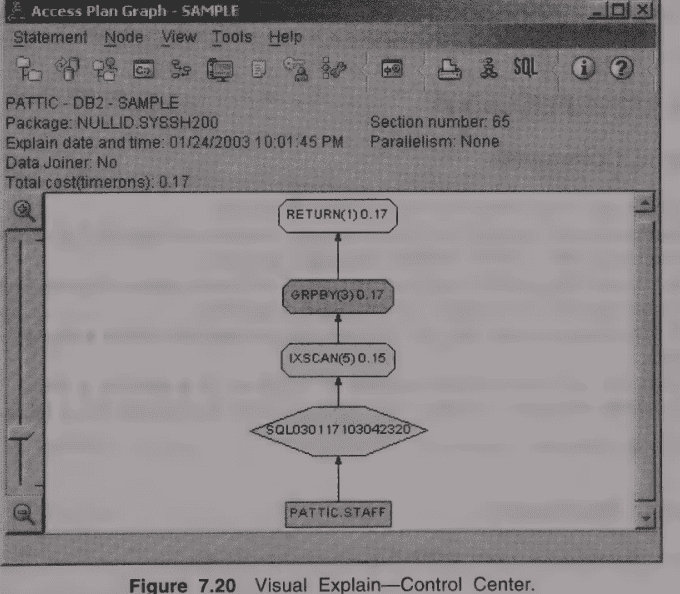 Access Plan Graph - SAMPLE
Statement Node View Tools Help
SQL
PATTIC - DB2 - SAMPLE
Package: NULLID.SYSSH200 Section number: 65
Explain date and time: 01/24/2003 10:01:45 PM Parallelism: None
Data Joiner: No
Total cost(timerons): 0.17
RETURN(1) 0.17
GRPBY(3) 0.17
IXSCAN(5) 0.15
SQL030117103042320
PATTIC.STAFF
Figure 7.20 Visual Explain—Control Center.